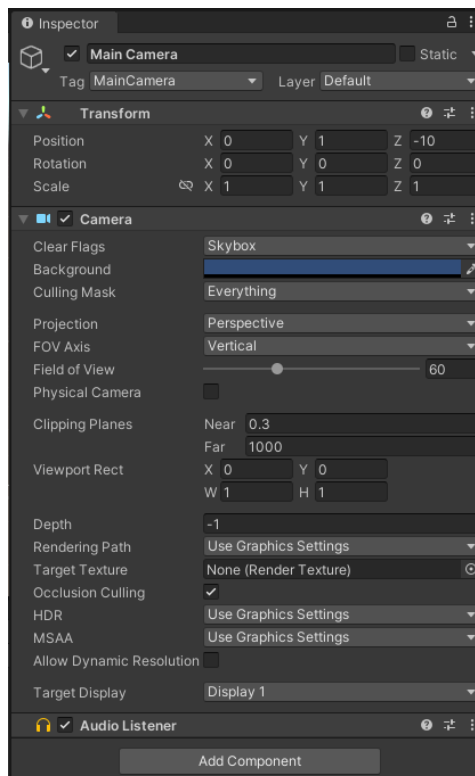 Inspector
Main Camera Static
Tag MainCamera Layer Default
Transform
Position X 0 Y 1 Z -10
Rotation X 0 Y 0 Z 0
Scale X 1 Y 1 Z 1
Camera
Clear Flags Skybox
Background
Culling Mask Everything
Projection Perspective
FOV Axis Vertical
Field of View 60
Physical Camera
Clipping Planes Near 0.3
Far 1000
Viewport Rect X 0 Y 0
W 1 H 1
Depth -1
Rendering Path Use Graphics Settings
Target Texture None (Render Texture)
Occlusion Culling
HDR Use Graphics Settings
MSAA Use Graphics Settings
Allow Dynamic Resolution
Target Display Display 1
Audio Listener
Add Component